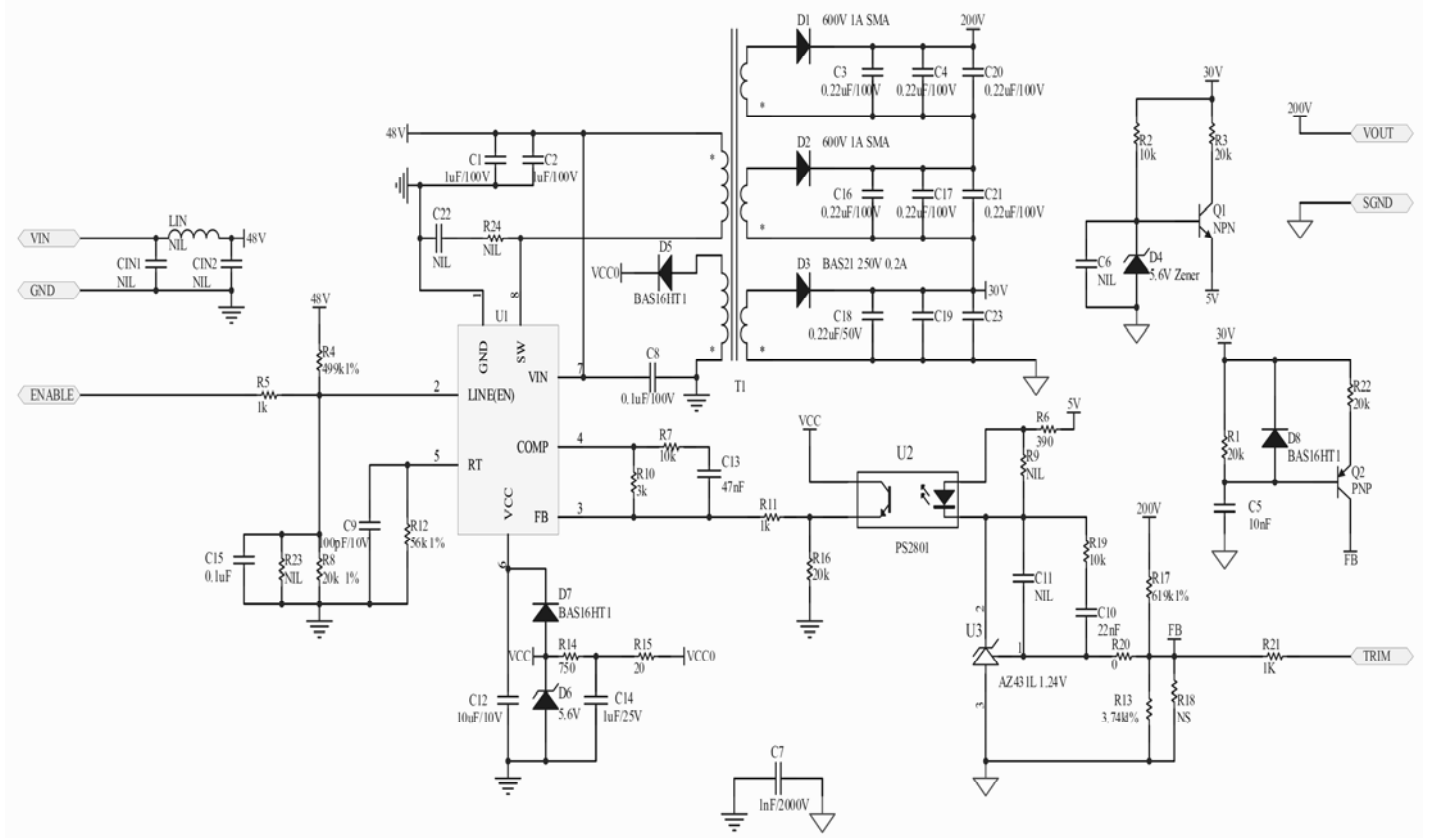 D1 600V 1A SMA
200V
C3
0.22uF/100V
C4
0.22uF/100V
C20
0.22uF/100V
48V
C1
1uF/100V
C2
1uF/100V
D2 600V 1A SMA
C16
0.22uF/100V
C17
0.22uF/100V
C21
0.22uF/100V
30V
R2
10k
R3
20k
Q1
NPN
C6
NIL
D4
5.6V Zener
5V
200V
VOUT
SGND
VIN
LIN
NIL
48V
CIN1
NIL
CIN2
NIL
GND
C22
NIL
R24
NIL
D5
VCC0
BAS16HT1
D3 BAS21 250V 0.2A
30V
C18
0.22uF/50V
C19
C23
T1
48V
R4
499k1%
ENABLE
R5
1k
1
8
U1
GND
SW
VIN
7
C8
0.1uF/100V
2
LINE(EN)
COMP
4
5
RT
VCC
FB
3
6
R7
10k
R10
3k
C13
47nF
R11
1k
R16
20k
VCC
U2
PS2801
R6
390
5V
R9
NIL
30V
R1
20k
D8
BAS16HT1
R22
20k
Q2
PNP
C5
10nF
FB
C15
0.1uF
R23
NIL
R8
20k 1%
C9
100pF/10V
R12
56k1%
D7
BAS16HT1
VCC
R14
750
R15
20
VCC0
C12
10uF/10V
D6
5.6V
C14
1uF/25V
C11
NIL
R19
10k
C10
22nF
200V
R17
619k1%
2
U3
1
3
AZ431L 1.24V
R20
0
FB
R21
1K
TRIM
R13
3.74k1%
R18
NS
C7
1nF/2000V